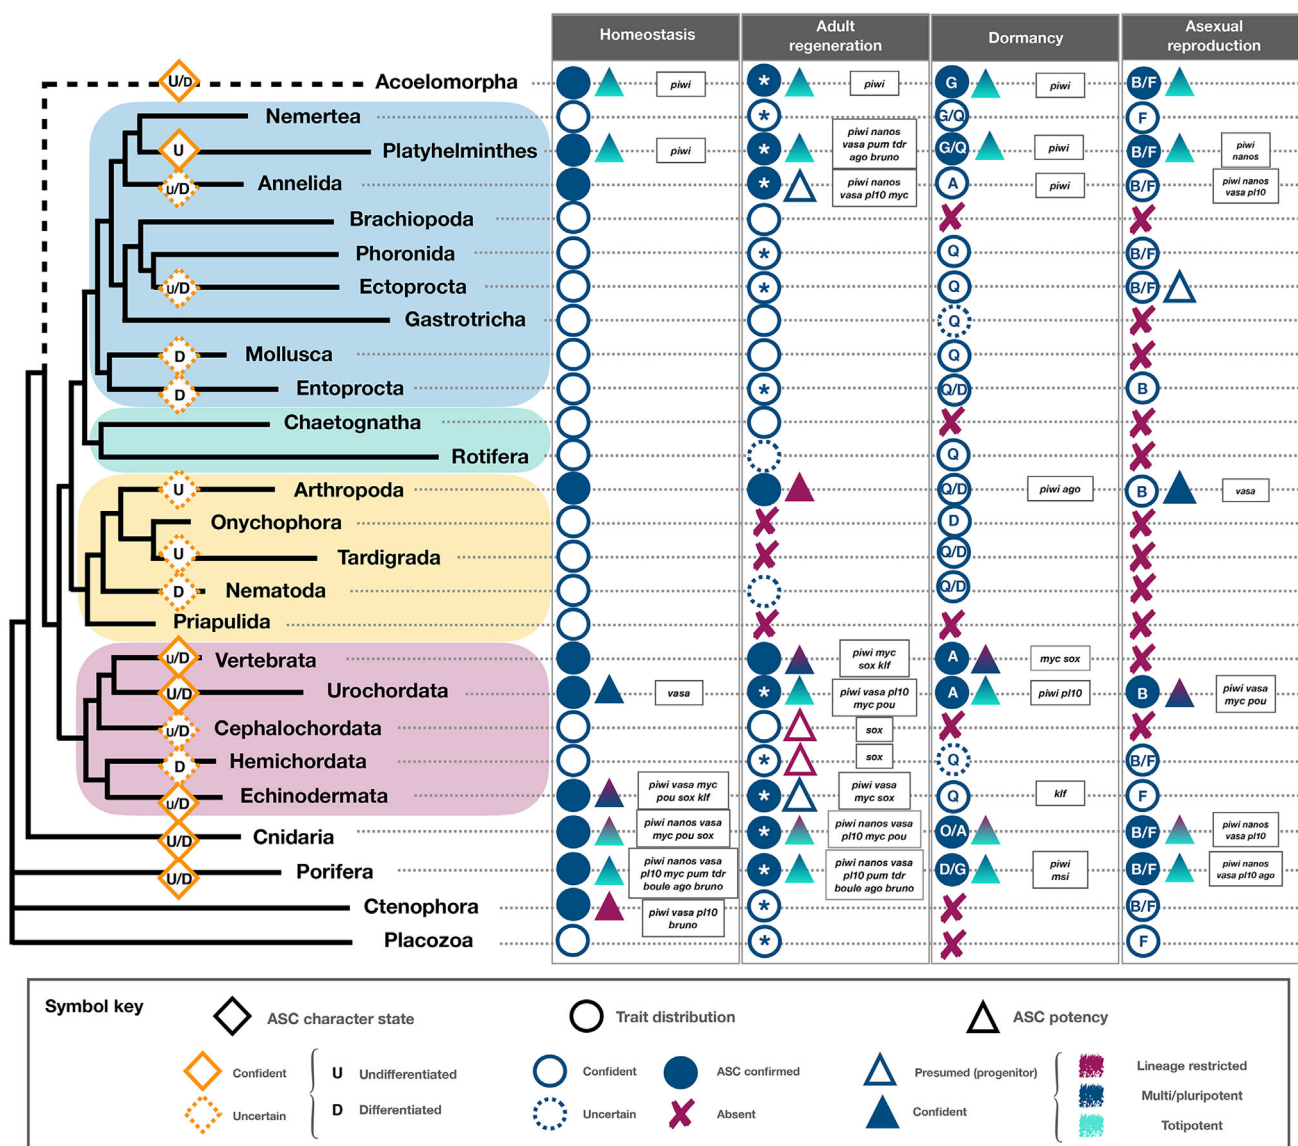 Homeostasis
Adult
regeneration
Dormancy
Asexual
reproduction
U/D Acoelomorpha piwi * piwi G piwi B/F
Nemertea * G/Q F
U Platyhelminthes piwi * piwi nanos
vasa pum tdr
ago bruno
G/Q piwi B/F piwi
nanos
U/D Annelida * piwi nanos
vasa pl10 myc
A piwi B/F piwi nanos
vasa pl10
Brachiopoda
Phoronida * Q B/F
U/D Ectoprocta * Q B/F
Gastrotricha Q
D Mollusca Q
D Entoprocta * Q/D B
Chaetognatha
Rotifera Q
U Arthropoda Q/D piwi ago B vasa
Onychophora D
U Tardigrada Q/D
D Nematoda Q/D
Priapulida
U/D Vertebrata piwi myc
sox klf
A myc sox
U/D Urochordata vasa * piwi vasa pl10
myc pou
A piwi pl10 B piwi vasa
myc pou
U/D Cephalochordata sox
D Hemichordata * sox Q B/F
U/D Echinodermata piwi vasa myc
pou sox klf
* piwi vasa
myc sox
Q klf F
U/D Cnidaria piwi nanos vasa
myc pou sox
* piwi nanos vasa
pl10 myc pou
O/A B/F piwi nanos
vasa pl10
U/D Porifera piwi nanos vasa
pl10 myc pum tdr
boule ago bruno
* piwi nanos vasa
pl10 pum tdr
boule ago bruno
D/G piwi
msi
B/F piwi nanos
vasa pl10 ago
Ctenophora piwi vasa pl10
bruno
* B/F
Placozoa * F
Symbol key
ASC character state
Trait distribution
ASC potency
Confident
U Undifferentiated
Confident
ASC confirmed
Presumed (progenitor)
Lineage restricted
Uncertain
D Differentiated
Uncertain
Absent
Confident
Multi/pluripotent
Totipotent